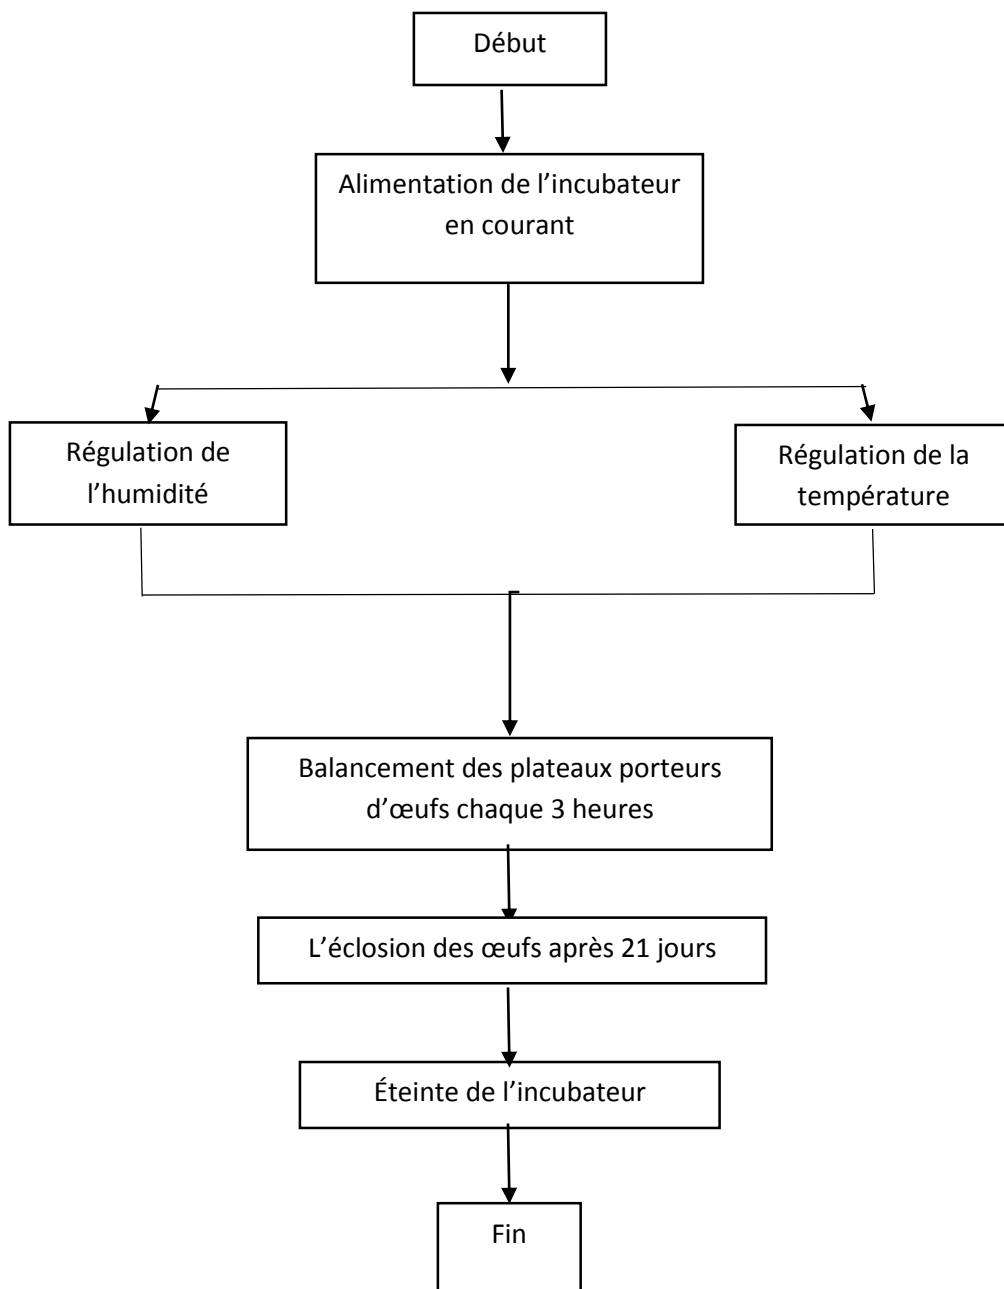 Début
Alimentation de l’incubateur
en courant
Régulation de
l’humidité
Régulation de la
température
Balancement des plateaux porteurs
d’œufs chaque 3 heures
L’éclosion des œufs après 21 jours
Éteinte de l’incubateur
Fin